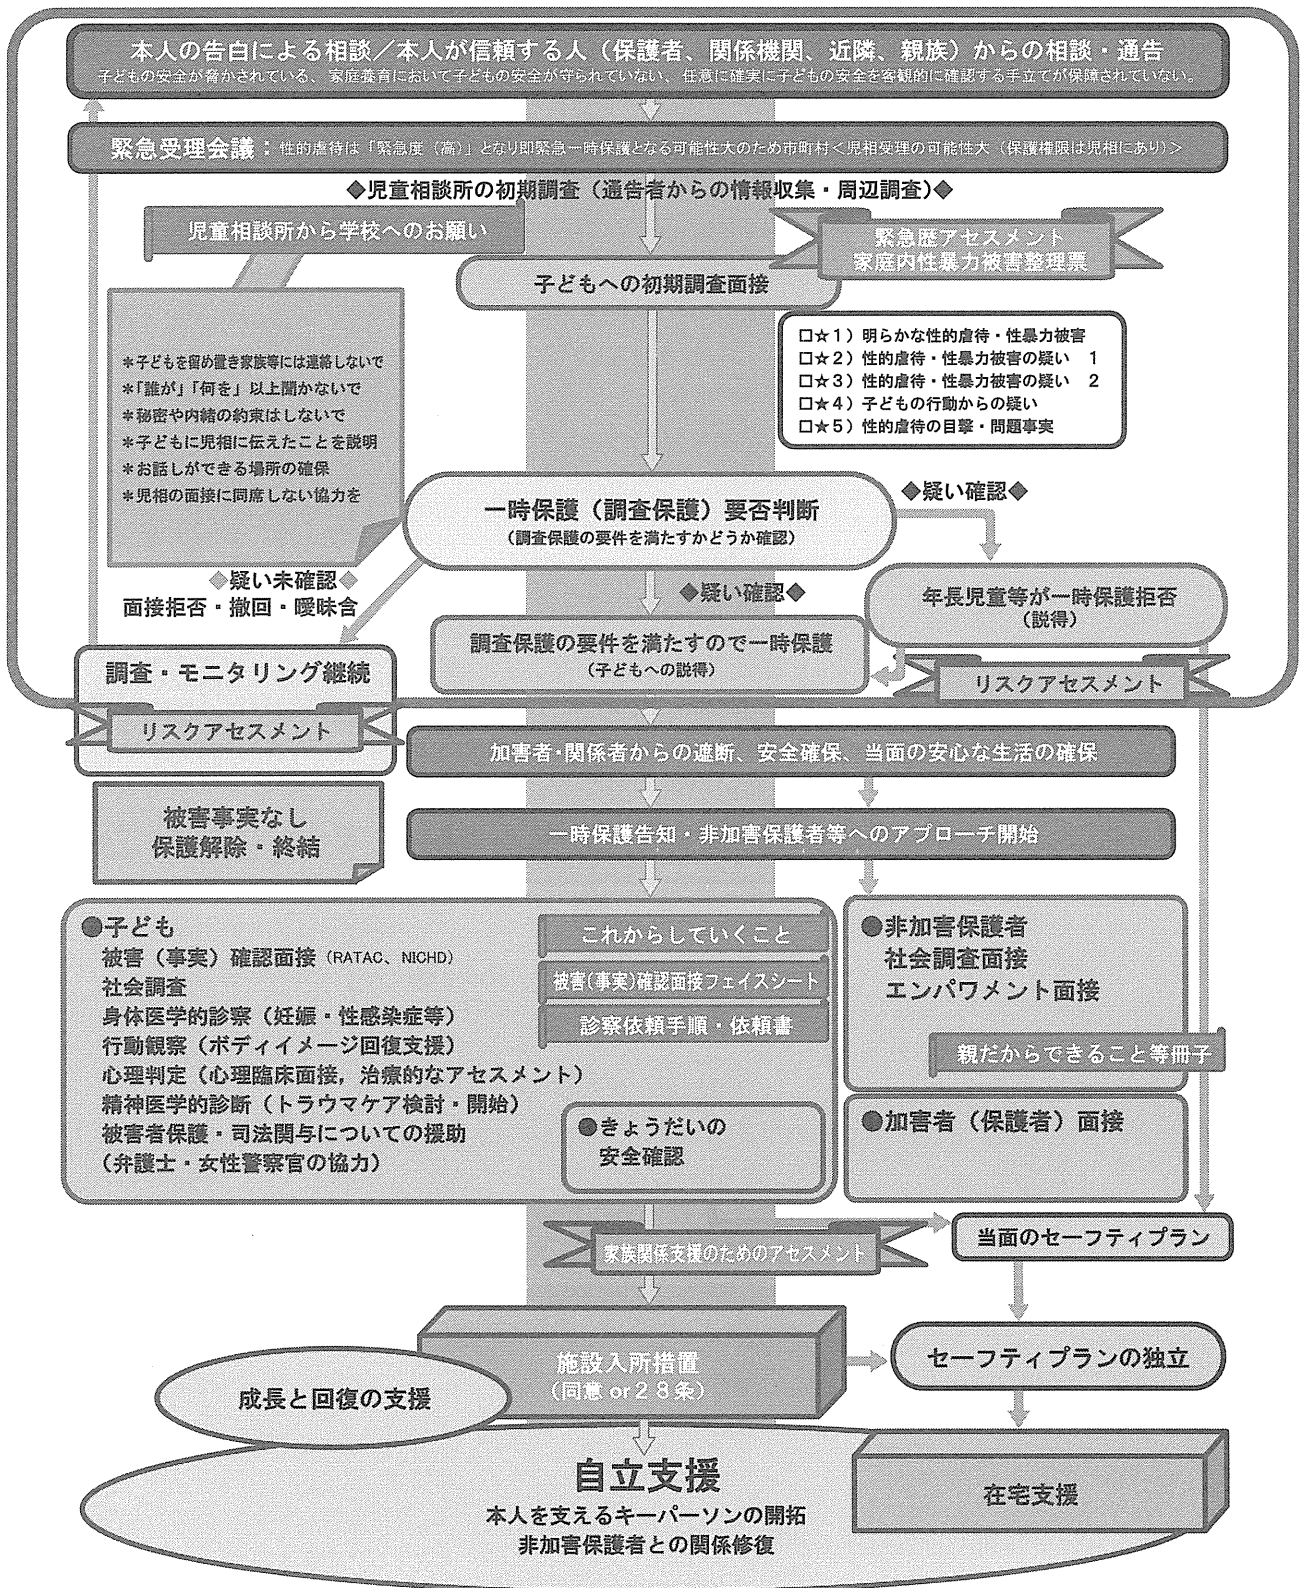 本人の告白による相談／本人が信頼する人（保護者、関係機関、近隣、親族）からの相談・通告
子どもの安全が脅かされている、家庭養育において子どもの安全が守られていない、任意に確実に子どもの安全を客観的に確認する手立てが保障されていない。
緊急受理会議：性的虐待は「緊急度（高）」となり即緊急一時保護となる可能性大のため市町村＜児相受理の可能性大（保護権限は児相にあり）＞
◆児童相談所の初期調査（通告者からの情報収集・周辺調査）◆
児童相談所から学校へのお願い
緊急歴アセスメント
家庭内性暴力被害整理票
子どもへの初期調査面接
＊子どもを留め置き家族等には連絡しないで
＊「誰が」「何を」以上聞かないで
＊秘密や内緒の約束はしないで
＊子どもに児相に伝えたことを説明
＊お話しができる場所の確保
＊児相の面接に同席しない協力を
□☆１）明らかな性的虐待・性暴力被害
□☆２）性的虐待・性暴力被害の疑い　１
□★３）性的虐待・性暴力被害の疑い　２
□★４）子どもの行動からの疑い
□★５）性的虐待の目撃・問題事実
一時保護（調査保護）要否判断
（調査保護の要件を満たすかどうか確認）
◆疑い確認◆
◆疑い未確認◆
面接拒否・撤回・曖昧含
◆疑い確認◆
年長児童等が一時保護拒否
（説得）
調査保護の要件を満たすので一時保護
（子どもへの説得）
調査・モニタリング継続
リスクアセスメント
リスクアセスメント
加害者・関係者からの遮断、安全確保、当面の安心な生活の確保
被害事実なし
保護解除・終結
一時保護告知・非加害保護者等へのアプローチ開始
●子ども
被害（事実）確認面接（RATAC、NICHD）
社会調査
身体医学的診察（妊娠・性感染症等）
行動観察（ボディイメージ回復支援）
心理判定（心理臨床面接，治療的なアセスメント）
精神医学的診断（トラウマケア検討・開始）
被害者保護・司法関与についての援助
（弁護士・女性警察官の協力）
これからしていくこと
被害（事実）確認面接フェイスシート
診察依頼手順・依頼書
●きょうだいの
安全確認
●非加害保護者
社会調査面接
エンパワメント面接
親だからできること等冊子
●加害者（保護者）面接
家族関係支援のためのアセスメント
当面のセーフティプラン
施設入所措置
（同意 or２８条）
セーフティプランの独立
成長と回復の支援
自立支援
本人を支えるキーパーソンの開拓
非加害保護者との関係修復
在宅支援